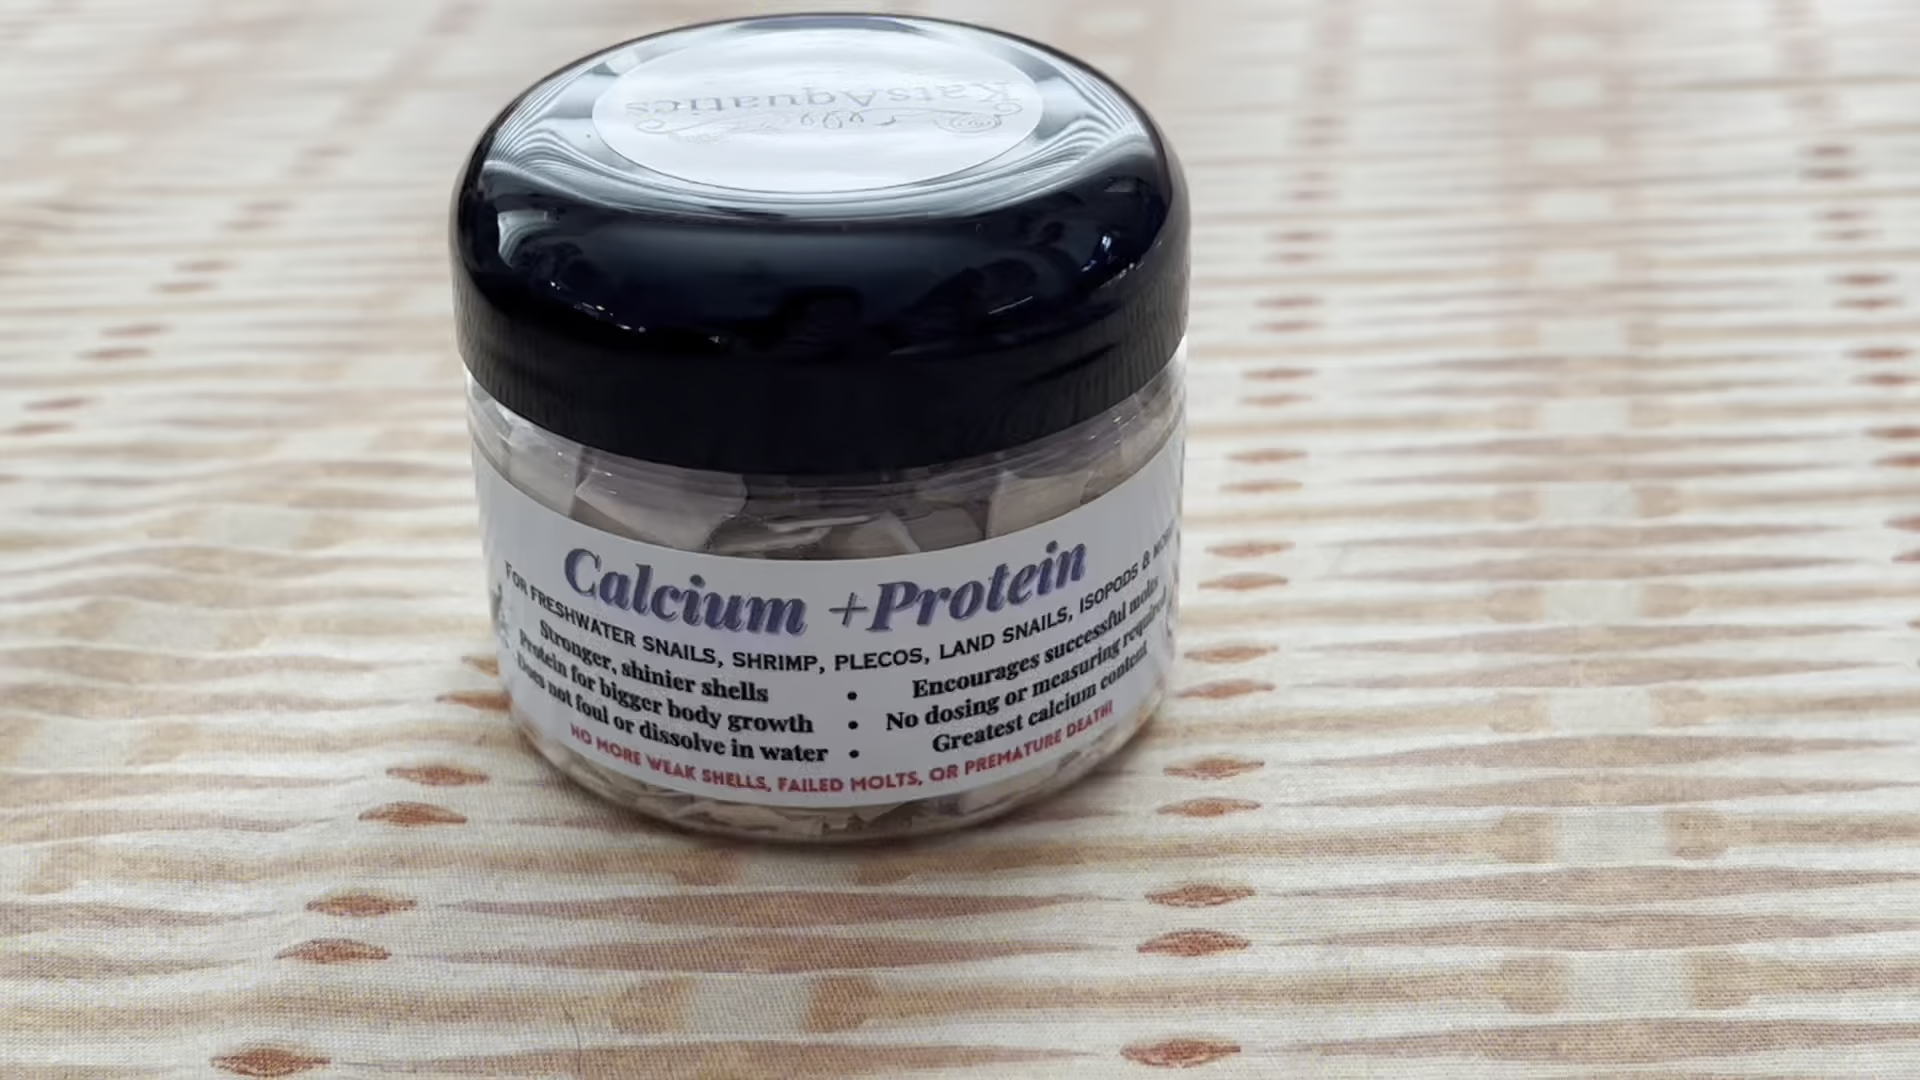 KatsAquatics
Calcium +Protein
FOR FRESHWATER SNAILS, SHRIMP, PLECOS, LAND SNAILS, ISOPODS & MORE
Stronger, shinier shells
Protein for bigger body growth
Does not foul or dissolve in water
• Encourages successful molts
• No dosing or measuring required
• Greatest calcium content
NO MORE WEAK SHELLS, FAILED MOLTS, OR PREMATURE DEATH!